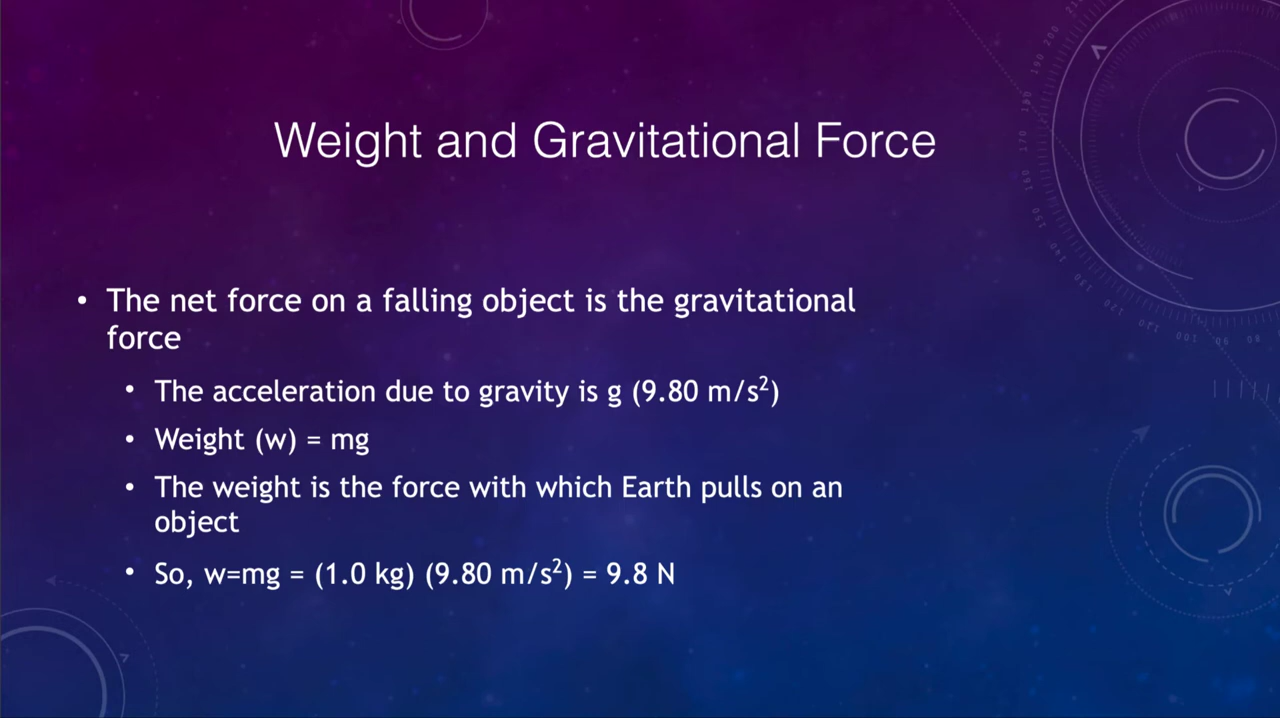 Weight and Gravitational Force
• The net force on a falling object is the gravitational
force
• The acceleration due to gravity is g (9.80 m/s²)
• Weight (w) = mg
• The weight is the force with which Earth pulls on an
object
• So, w=mg = (1.0 kg) (9.80 m/s²) = 9.8 N